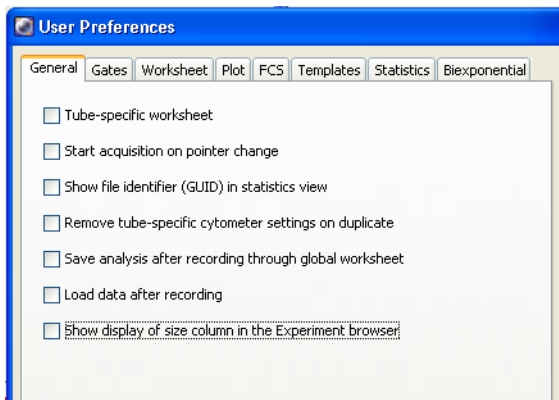 User Preferences
General Gates Worksheet Plot FCS Templates Statistics Biexponential
Tube-specific worksheet
Start acquisition on pointer change
Show file identifier (GUID) in statistics view
Remove tube-specific cytometer settings on duplicate
Save analysis after recording through global worksheet
Load data after recording
Show display of size column in the Experiment browser